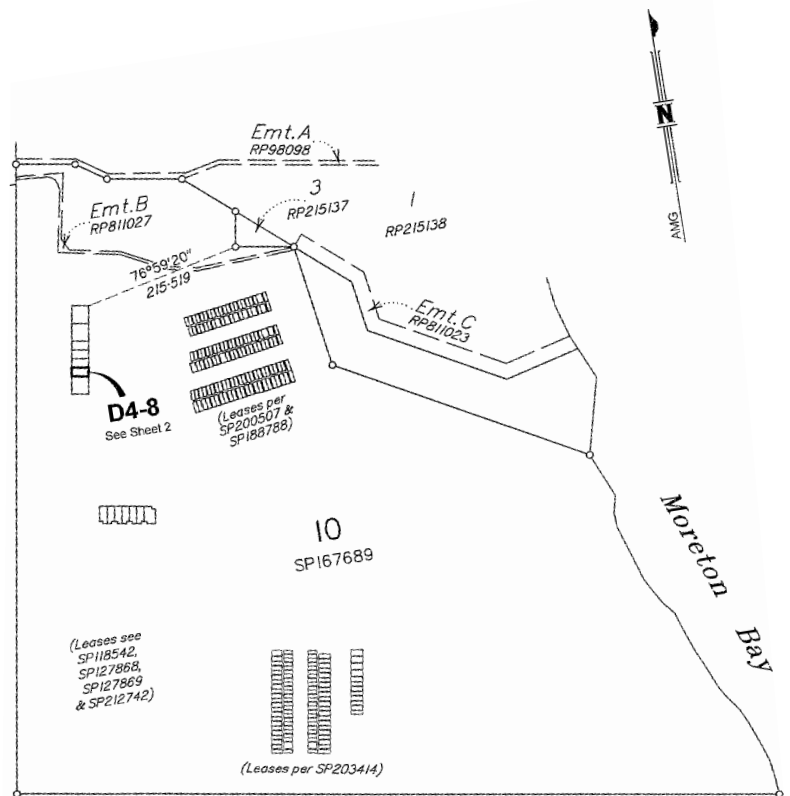 Emt.A
RP98098
N
AMG
3
RP215137
1
RP215138
Emt.B
RP811027
76°59'20"
215·519
Emt.C
RP811023
D4-8
See Sheet 2
(Leases per
SP200507 &
SP188788)
10
SP167689
Moreton Bay
(Leases see
SP118542,
SP127868,
SP127869
& SP212742)
(Leases per SP203414)